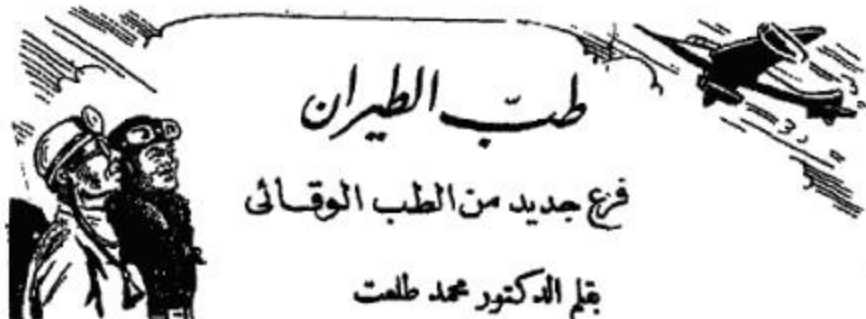 طبّ الطيران
فرع جديد من الطب الوقائى
بقلم الدكتور محمد طلعت